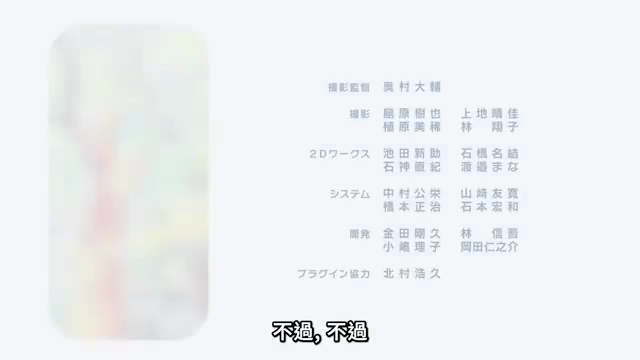 撮影監督 奥村大輔
撮影 島原樹也 上地晴佳
植原美稀 林 翔子
2Dワークス 池田新助 石橋名結
石神直紀 渡邉まな
システム 中村公栄 山崎友寛
橋本正治 石本宏和
開発 金田剛久 林 信吾
小嶋理子 岡田仁之介
プラグイン協力 北村浩久
不過, 不過